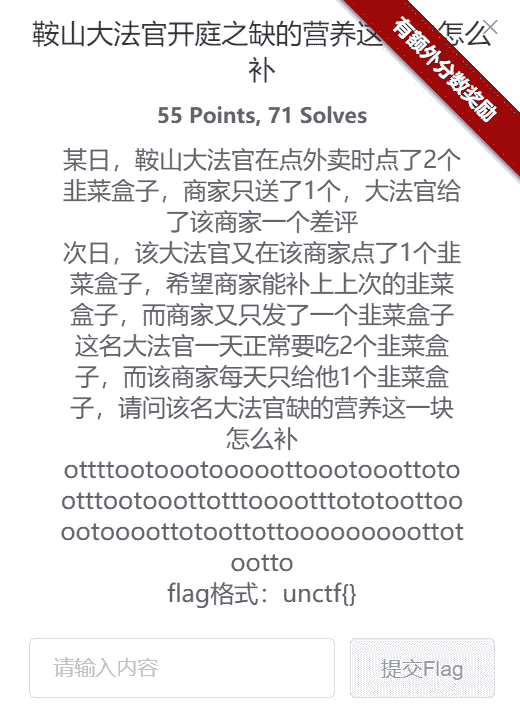 有额外分数奖励
鞍山大法官开庭之缺的营养这 怎么
补
55 Points, 71 Solves
某日，鞍山大法官在点外卖时点了2个
韭菜盒子，商家只送了1个，大法官给
了该商家一个差评
次日，该大法官又在该商家点了1个韭
菜盒子，希望商家能补上上次的韭菜
盒子，而商家又只发了一个韭菜盒子
这名大法官一天正常要吃2个韭菜盒
子，而该商家每天只给他1个韭菜盒
子，请问该名大法官缺的营养这一块
怎么补
ottttootoootooooottoootooottoto
otttootooottotttooootttototoottoo
ootoooottotoottottooooooooottot
ootto
flag格式：unctf{}
请输入内容
提交Flag